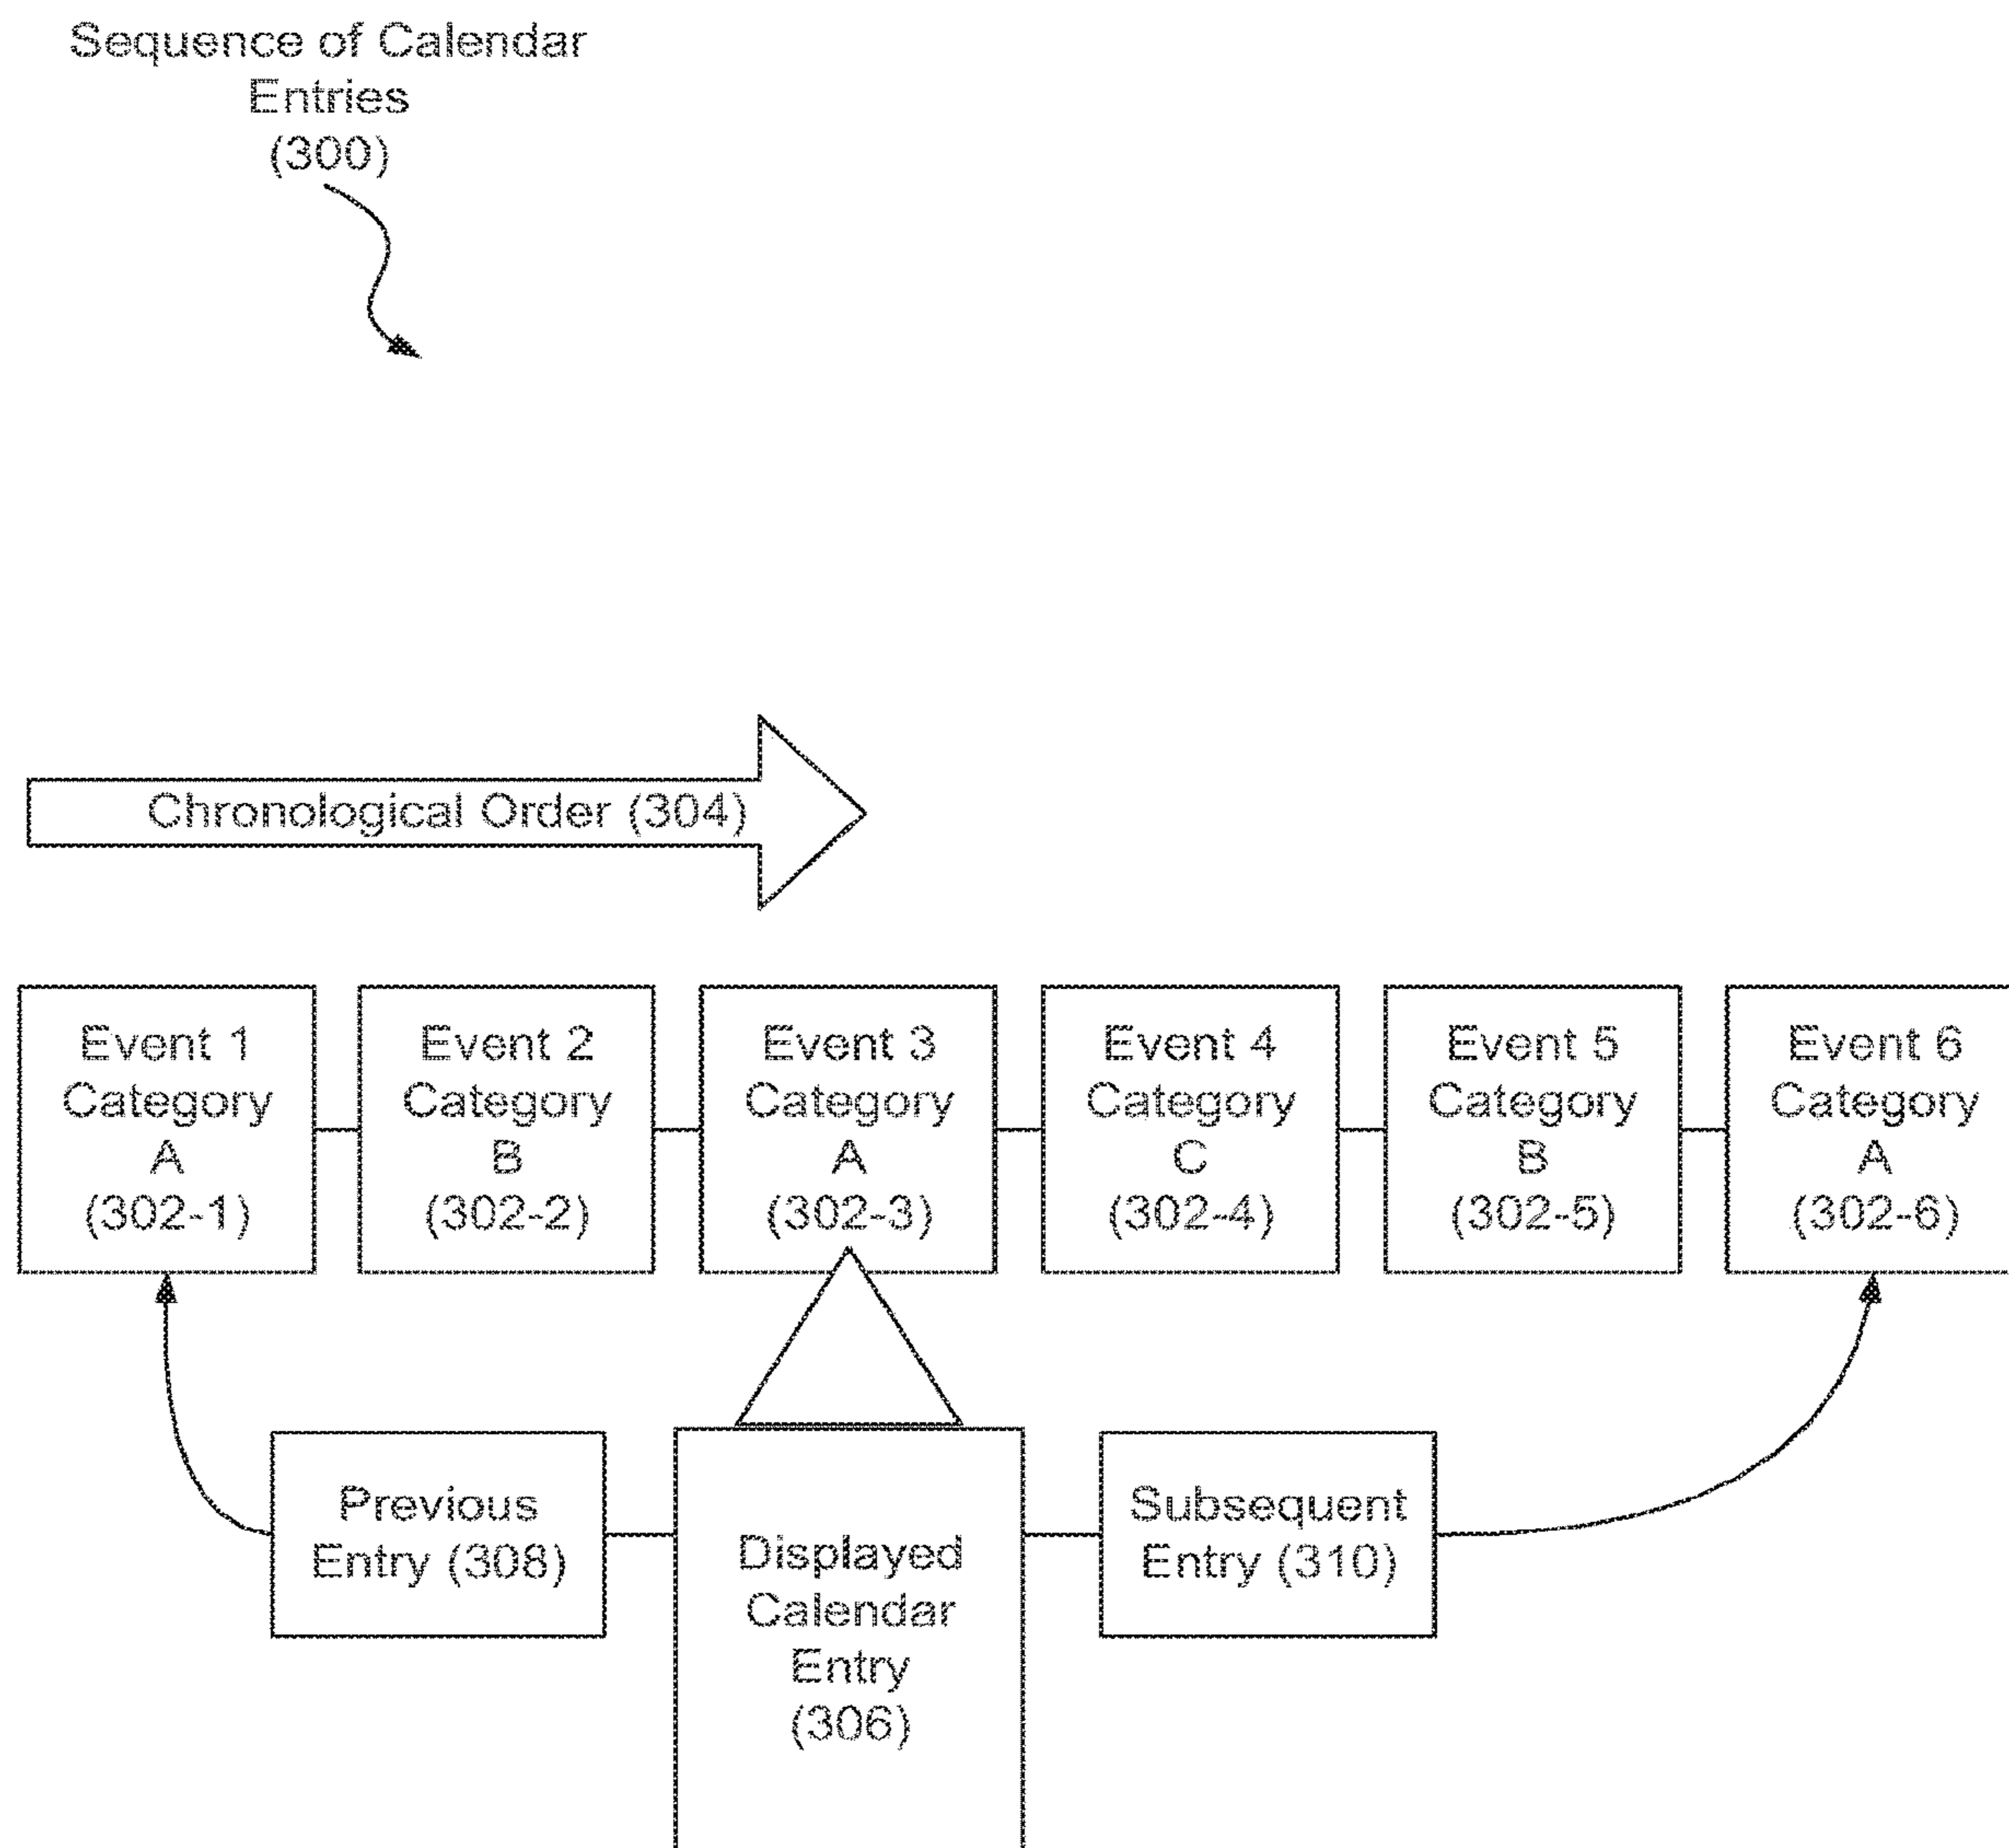 Sequence of Calendar
Entries
(300)
Chronological Order (304)
Event 1
Category
A
(302-1)
Event 2
Category
B
(302-2)
Event 3
Category
A
(302-3)
Event 4
Category
C
(302-4)
Event 5
Category
B
(302-5)
Event 6
Category
A
(302-6)
Previous
Entry (308)
Displayed
Calendar
Entry
(306)
Subsequent
Entry (310)